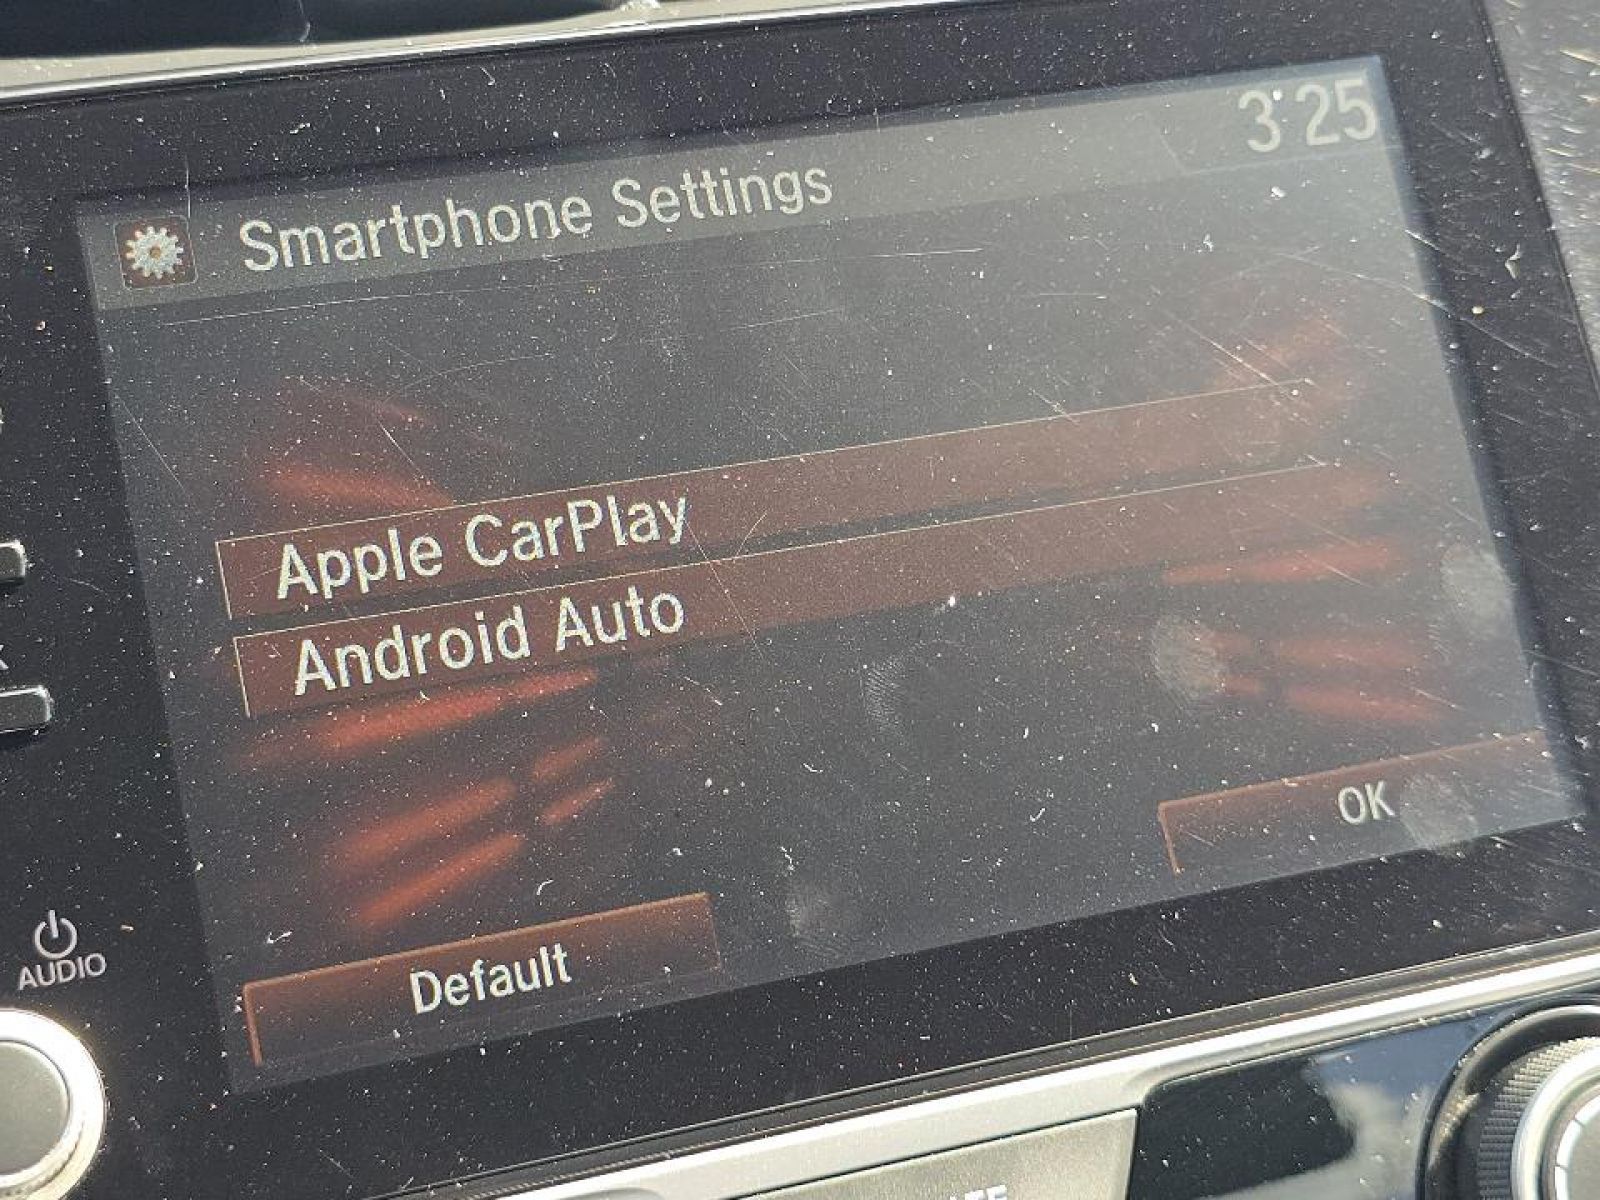 3:25
Smartphone Settings
Apple CarPlay
Android Auto
OK
Default
AUDIO